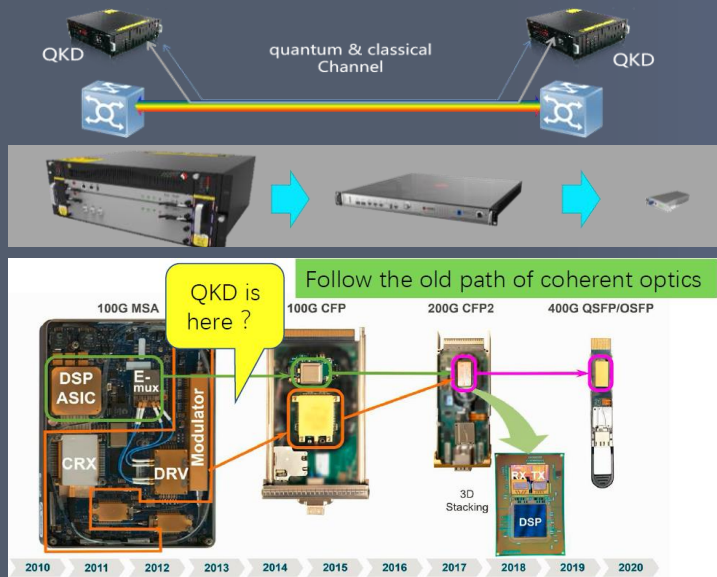 QKD
quantum & classical
Channel
QKD
Follow the old path of coherent optics
QKD is
here ?
100G MSA
100G CFP
200G CFP2
400G QSFP/OSFP
DSP
ASIC
E-
mux
Modulator
CRX
DRV
3D
Stacking
RX TX
DSP
2010 2011 2012 2013 2014 2015 2016 2017 2018 2019 2020